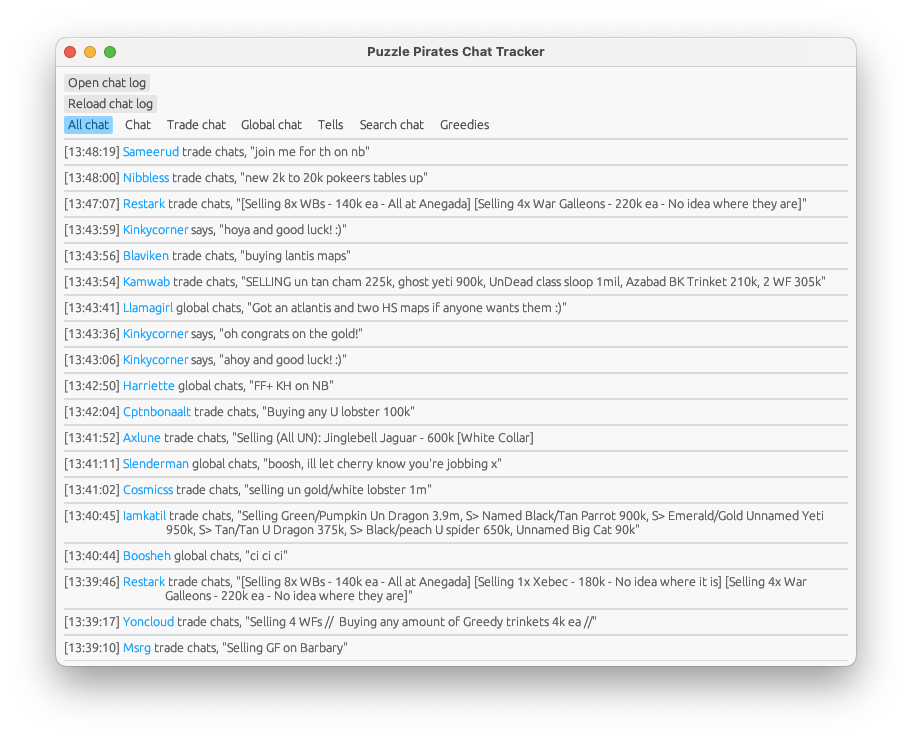 Puzzle Pirates Chat Tracker
Open chat log
Reload chat log
All chat Chat Trade chat Global chat Tells Search chat Greedies
[13:48:19] Sameerud trade chats, "join me for th on nb"
[13:48:00] Nibbless trade chats, "new 2k to 20k pokeers tables up"
[13:47:07] Restark trade chats, "[Selling 8x WBs - 140k ea - All at Anegada] [Selling 4x War Galleons - 220k ea - No idea where they are]"
[13:43:59] Kinkycorner says, "hoya and good luck! :)"
[13:43:56] Blaviken trade chats, "buying lantis maps"
[13:43:54] Kamwab trade chats, "SELLING un tan cham 225k, ghost yeti 900k, UnDead class sloop 1mil, Azabad BK Trinket 210k, 2 WF 305k"
[13:43:41] Llamagirl global chats, "Got an atlantis and two HS maps if anyone wants them :)"
[13:43:36] Kinkycorner says, "oh congrats on the gold!"
[13:43:06] Kinkycorner says, "ahoy and good luck! :)"
[13:42:50] Harriette global chats, "FF+ KH on NB"
[13:42:04] Cptnbonaalt trade chats, "Buying any U lobster 100k"
[13:41:52] Axlune trade chats, "Selling (All UN): Jinglebell Jaguar - 600k [White Collar]
[13:41:11] Slenderman global chats, "boosh, ill let cherry know you're jobbing x"
[13:41:02] Cosmicss trade chats, "selling un gold/white lobster 1m"
[13:40:45] Iamkatil trade chats, "Selling Green/Pumpkin Un Dragon 3.9m, S> Named Black/Tan Parrot 900k, S> Emerald/Gold Unnamed Yeti
950k, S> Tan/Tan U Dragon 375k, S> Black/peach U spider 650k, Unnamed Big Cat 90k"
[13:40:44] Boosheh global chats, "ci ci ci"
[13:39:46] Restark trade chats, "[Selling 8x WBs - 140k ea - All at Anegada] [Selling 1x Xebec - 180k - No idea where it is] [Selling 4x War
Galleons - 220k ea - No idea where they are]"
[13:39:17] Yoncloud trade chats, "Selling 4 WFs // Buying any amount of Greedy trinkets 4k ea //"
[13:39:10] Msrg trade chats, "Selling GF on Barbary"